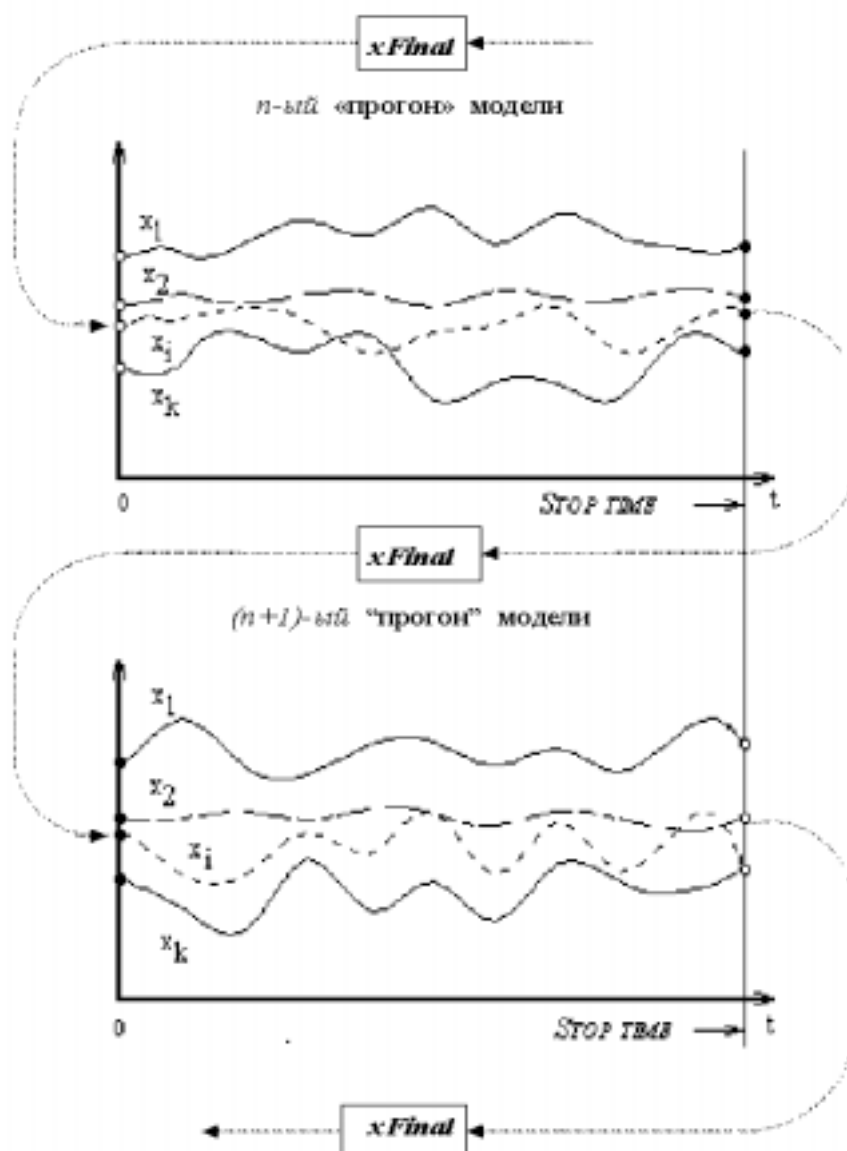 xFinal
n-ый «прогон» модели
x1
x2
xi
xk
0
STOP TIME
t
xFinal
(n+1)-ый “прогон” модели
x1
x2
xi
xk
0
STOP TIME
t
xFinal